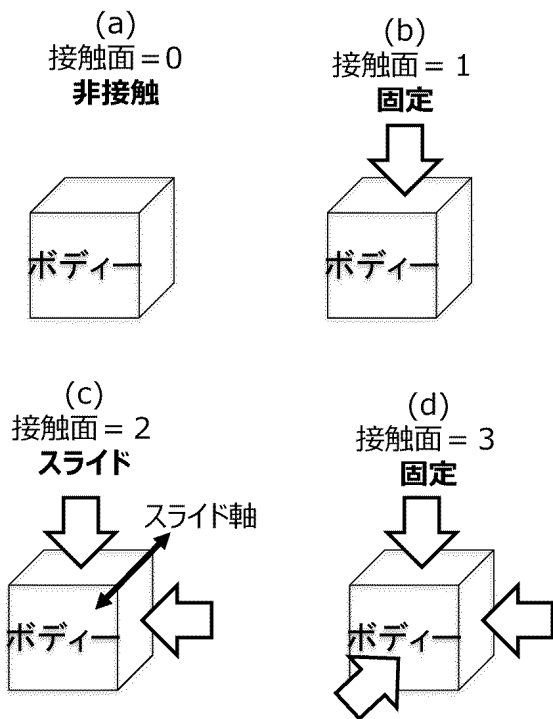 (a)
接触面=0
非接触
ボディー
(b)
接触面 = 1
固定
ボディー
(c)
接触面 = 2
スライド
スライド軸
ボディー
(d)
接触面 = 3
固定
ボディー